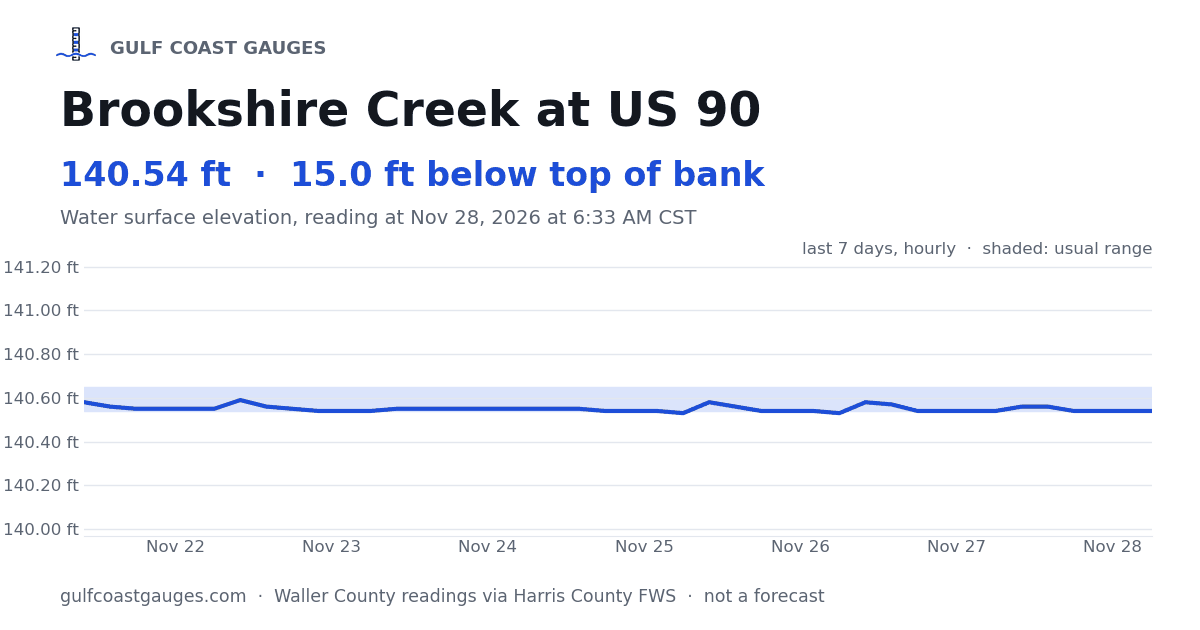 GULF COAST GAUGES
Brookshire Creek at US 90
140.54 ft · 15.0 ft below top of bank
Water surface elevation, reading at Nov 28, 2026 at 6:33 AM CST
last 7 days, hourly · shaded: usual range
141.20 ft
141.00 ft
140.80 ft
140.60 ft
140.40 ft
140.20 ft
140.00 ft
Nov 22 Nov 23 Nov 24 Nov 25 Nov 26 Nov 27 Nov 28
gulfcoastgauges.com · Waller County readings via Harris County FWS · not a forecast